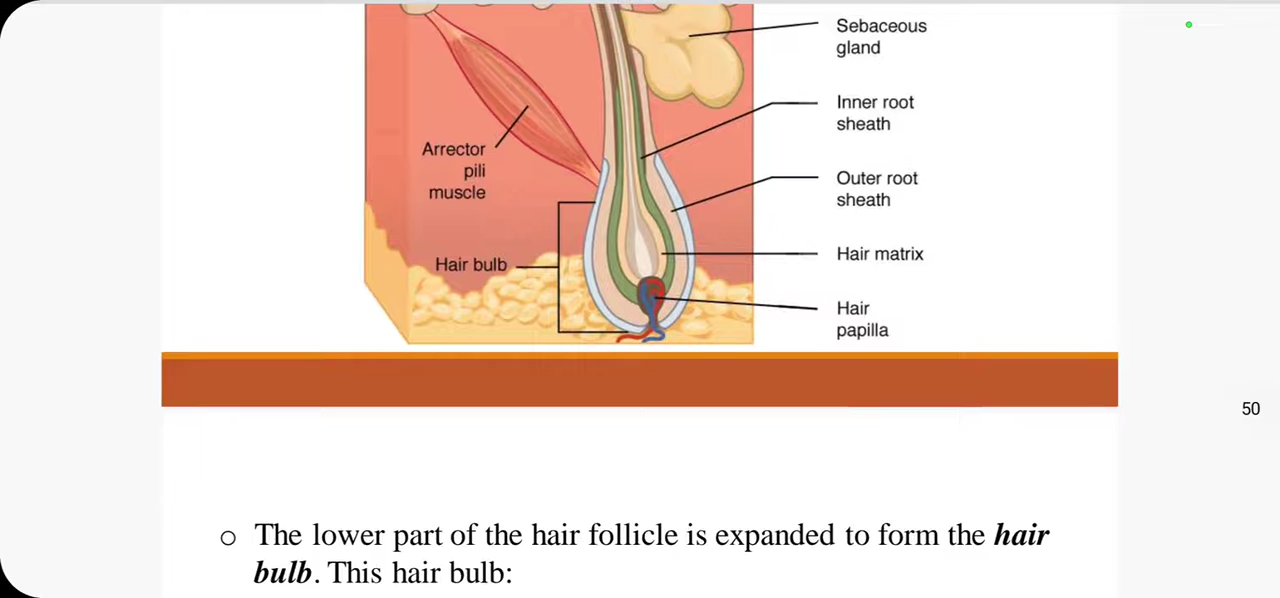 Sebaceous
gland
Inner root
sheath
Arrector
pili
muscle
Outer root
sheath
Hair bulb
Hair matrix
Hair
papilla
50
o The lower part of the hair follicle is expanded to form the hair
bulb. This hair bulb: